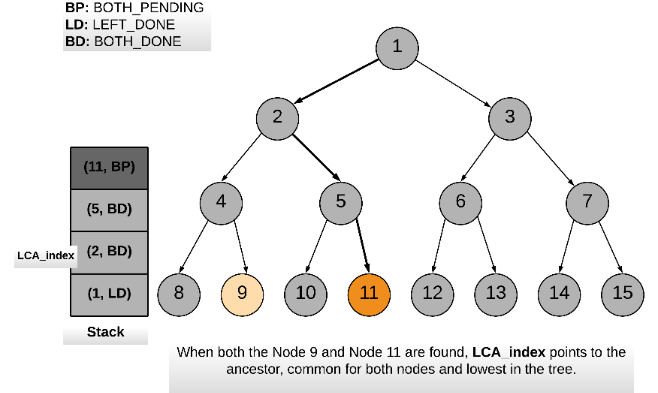 BP: BOTH_PENDING
LD: LEFT_DONE
BD: BOTH_DONE
1
2
3
(11, BP)
4
5
6
7
(5, BD)
LCA_index
(2, BD)
(1, LD)
8
9
10
11
12
13
14
15
Stack
When both the Node 9 and Node 11 are found, LCA_index points to the
ancestor, common for both nodes and lowest in the tree.